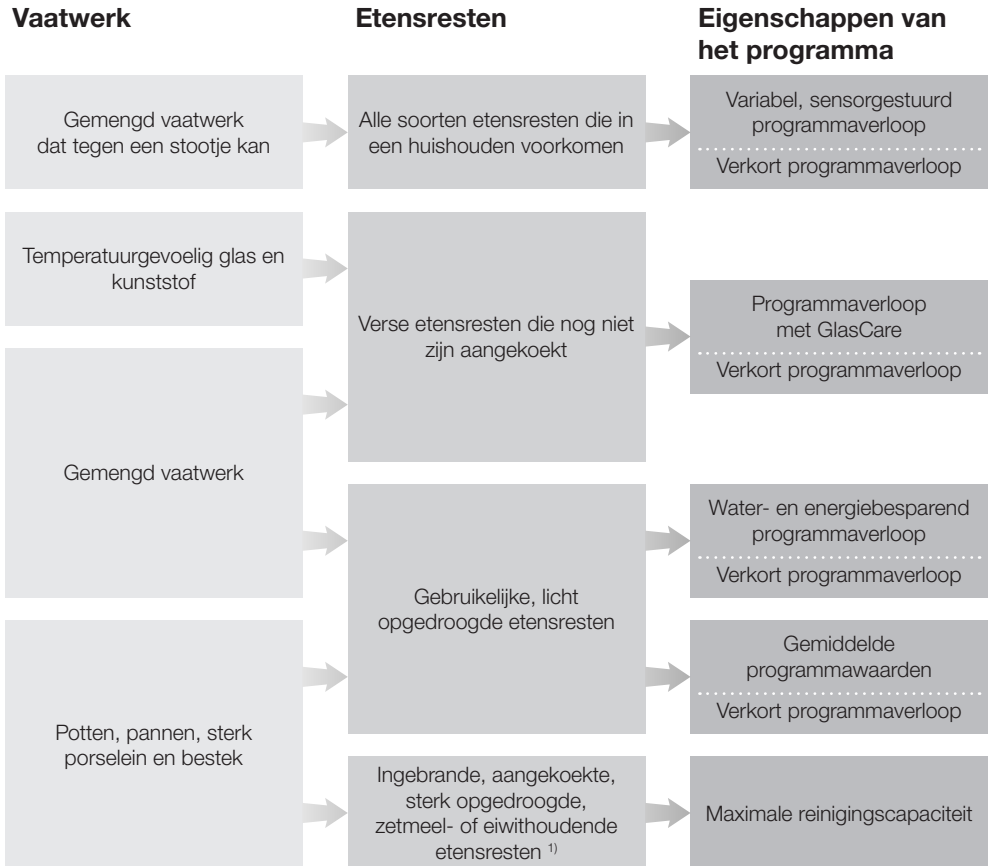 Vaatwerk
Etensresten
Eigenschappen van
het programma
Gemengd vaatwerk
dat tegen een stootje kan
Alle soorten etensresten die in
een huishouden voorkomen
Variabel, sensorgestuurd
programmaverloop
Verkort programmaverloop
Temperatuurgevoelig glas en
kunststof
Verse etensresten die nog niet
zijn aangekoekt
Programmaverloop
met GlasCare
Verkort programmaverloop
Gemengd vaatwerk
Gebruikelijke, licht
opgedroogde etensresten
Water- en energiebesparend
programmaverloop
Verkort programmaverloop
Gemiddelde
programmawaarden
Verkort programmaverloop
Potten, pannen, sterk
porselein en bestek
Ingebrande, aangekoekte,
sterk opgedroogde,
zetmeel- of eiwithoudende
etensresten 1)
Maximale reinigingscapaciteit